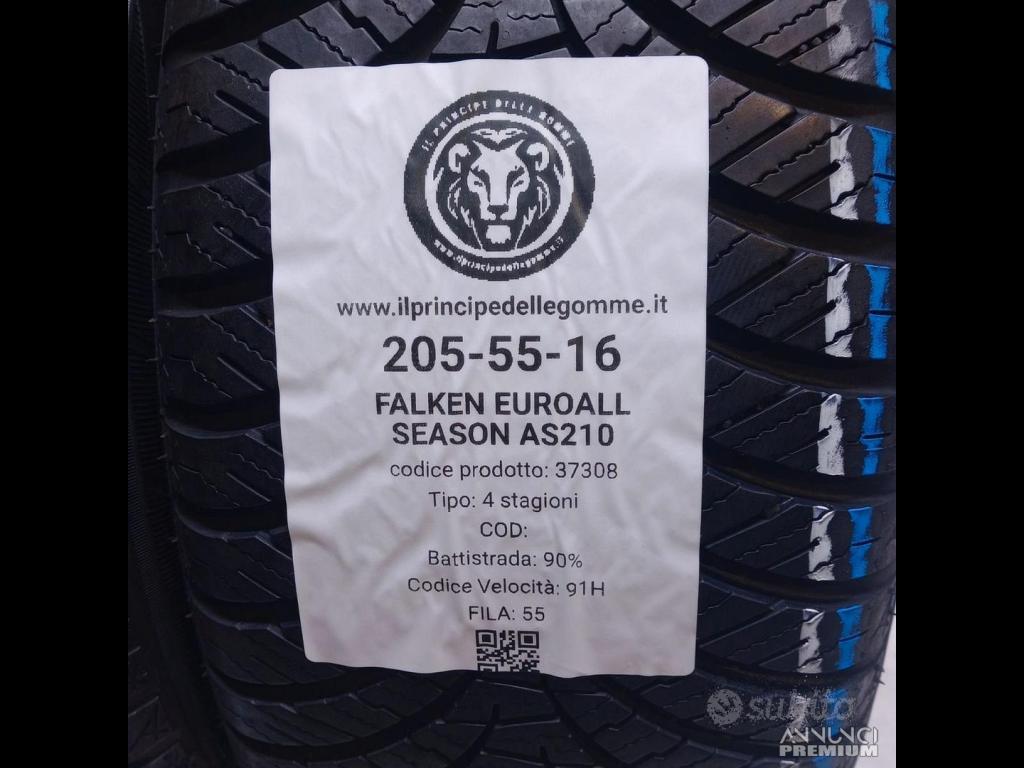 IL PRINCIPE DELLE GOMME
www.ilprincipedellegomme.it
www.ilprincipedellegomme.it
205-55-16
FALKEN EUROALL
SEASON AS210
codice prodotto: 37308
Tipo: 4 stagioni
COD:
Battistrada: 90%
Codice Velocità: 91H
FILA: 55
subito
ANNUNCI
PREMIUM